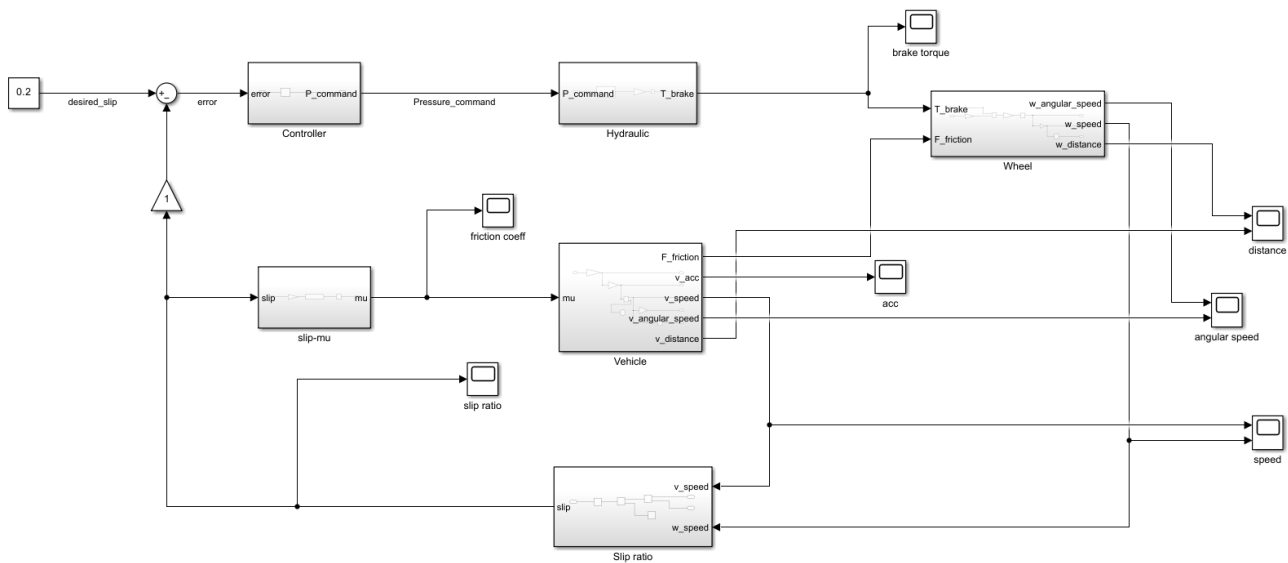 brake torque
0.2
desired_slip
+
-
error
error
P_command
Controller
Pressure_command
P_command
T_brake
Hydraulic
T_brake
F_friction
w_angular_speed
w_speed
w_distance
Wheel
1
friction coeff
distance
slip
mu
slip-mu
mu
F_friction
v_acc
v_speed
v_angular_speed
v_distance
Vehicle
acc
angular speed
slip ratio
speed
slip
v_speed
w_speed
Slip ratio